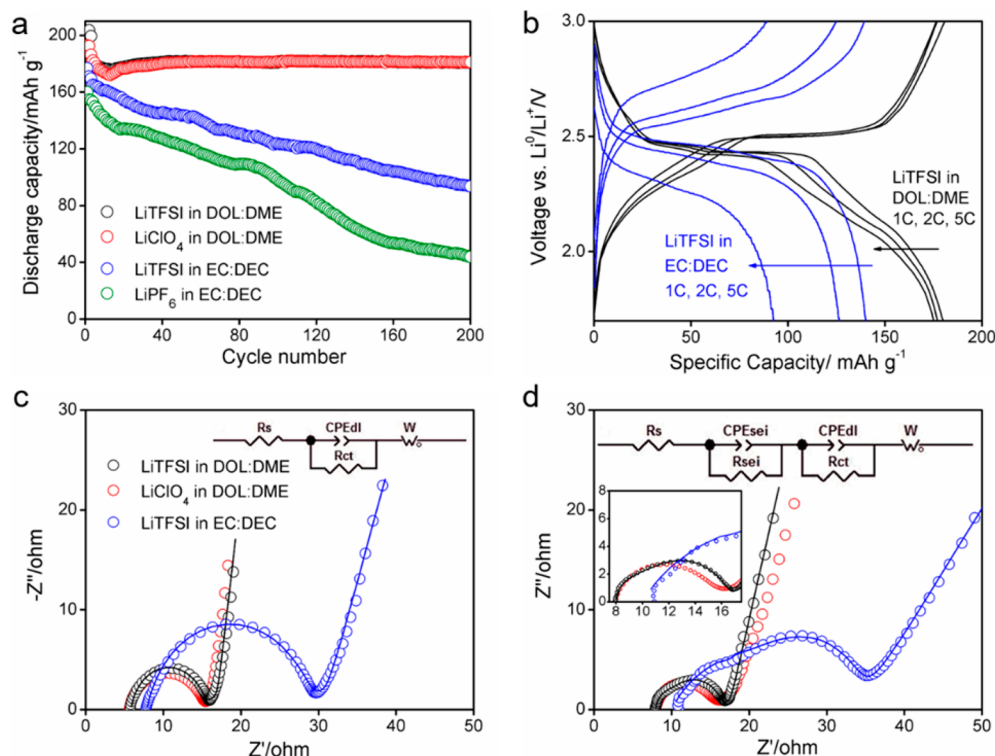 a
Discharge capacity/mAh g⁻¹
200
160
120
80
40
0
LiTFSI in DOL:DME
LiClO₄ in DOL:DME
LiTFSI in EC:DEC
LiPF₆ in EC:DEC
0 40 80 120 160 200
Cycle number
b
Voltage vs. Li⁰/Li⁺/V
3.0
2.5
2.0
LiTFSI in
DOL:DME
1C, 2C, 5C
LiTFSI in
EC:DEC
1C, 2C, 5C
0 50 100 150 200
Specific Capacity/ mAh g⁻¹
c
-Z''/ohm
30
20
10
0
Rs CPEdl W
Rct
LiTFSI in DOL:DME
LiClO₄ in DOL:DME
LiTFSI in EC:DEC
0 10 20 30 40 50
Z'/ohm
d
Z''/ohm
30
20
10
0
Rs CPEsei CPEdl W
Rsei Rct
8
6
4
2
0
8 10 12 14 16
0 10 20 30 40 50
Z'/ohm